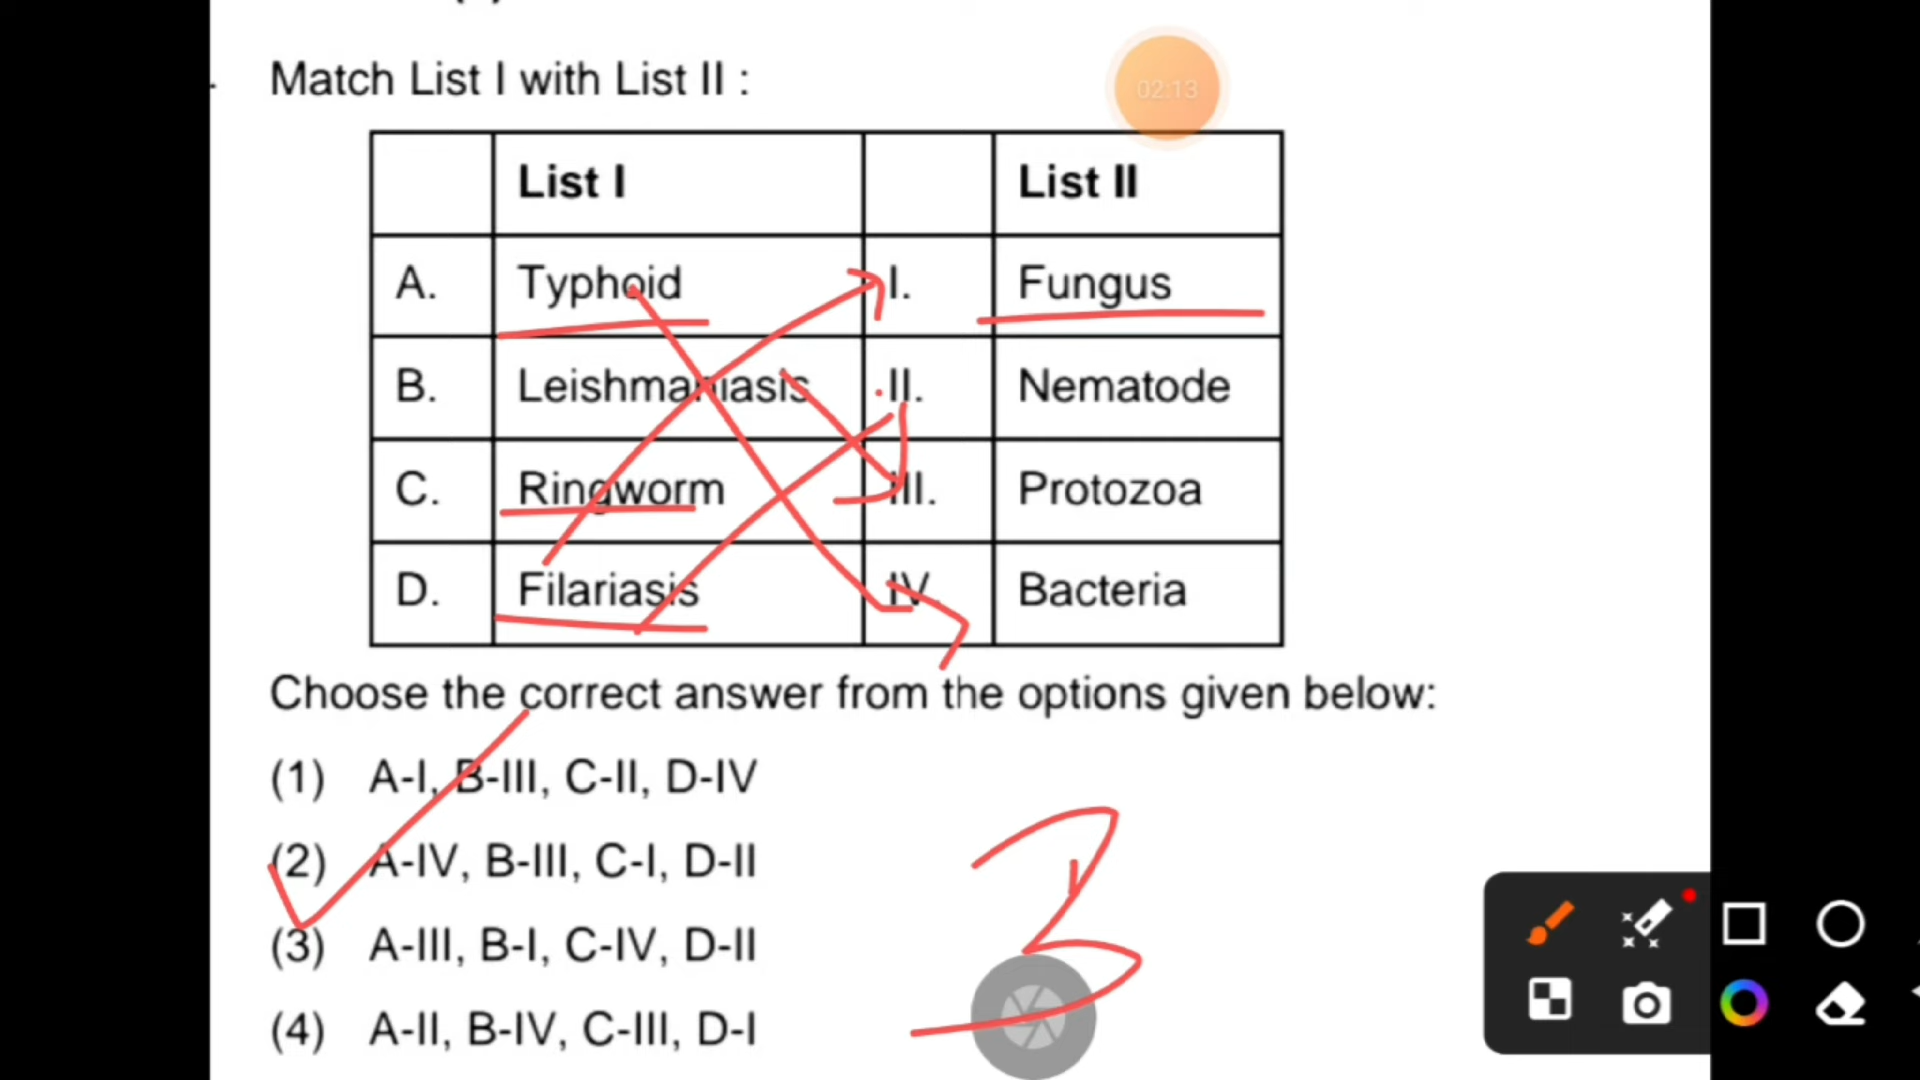 Match List I with List II :
02:13
List I List II
A. Typhoid I. Fungus
B. Leishmaniasis II. Nematode
C. Ringworm III. Protozoa
D. Filariasis IV. Bacteria
Choose the correct answer from the options given below:
(1) A-I, B-III, C-II, D-IV
(2) A-IV, B-III, C-I, D-II
(3) A-III, B-I, C-IV, D-II
(4) A-II, B-IV, C-III, D-I